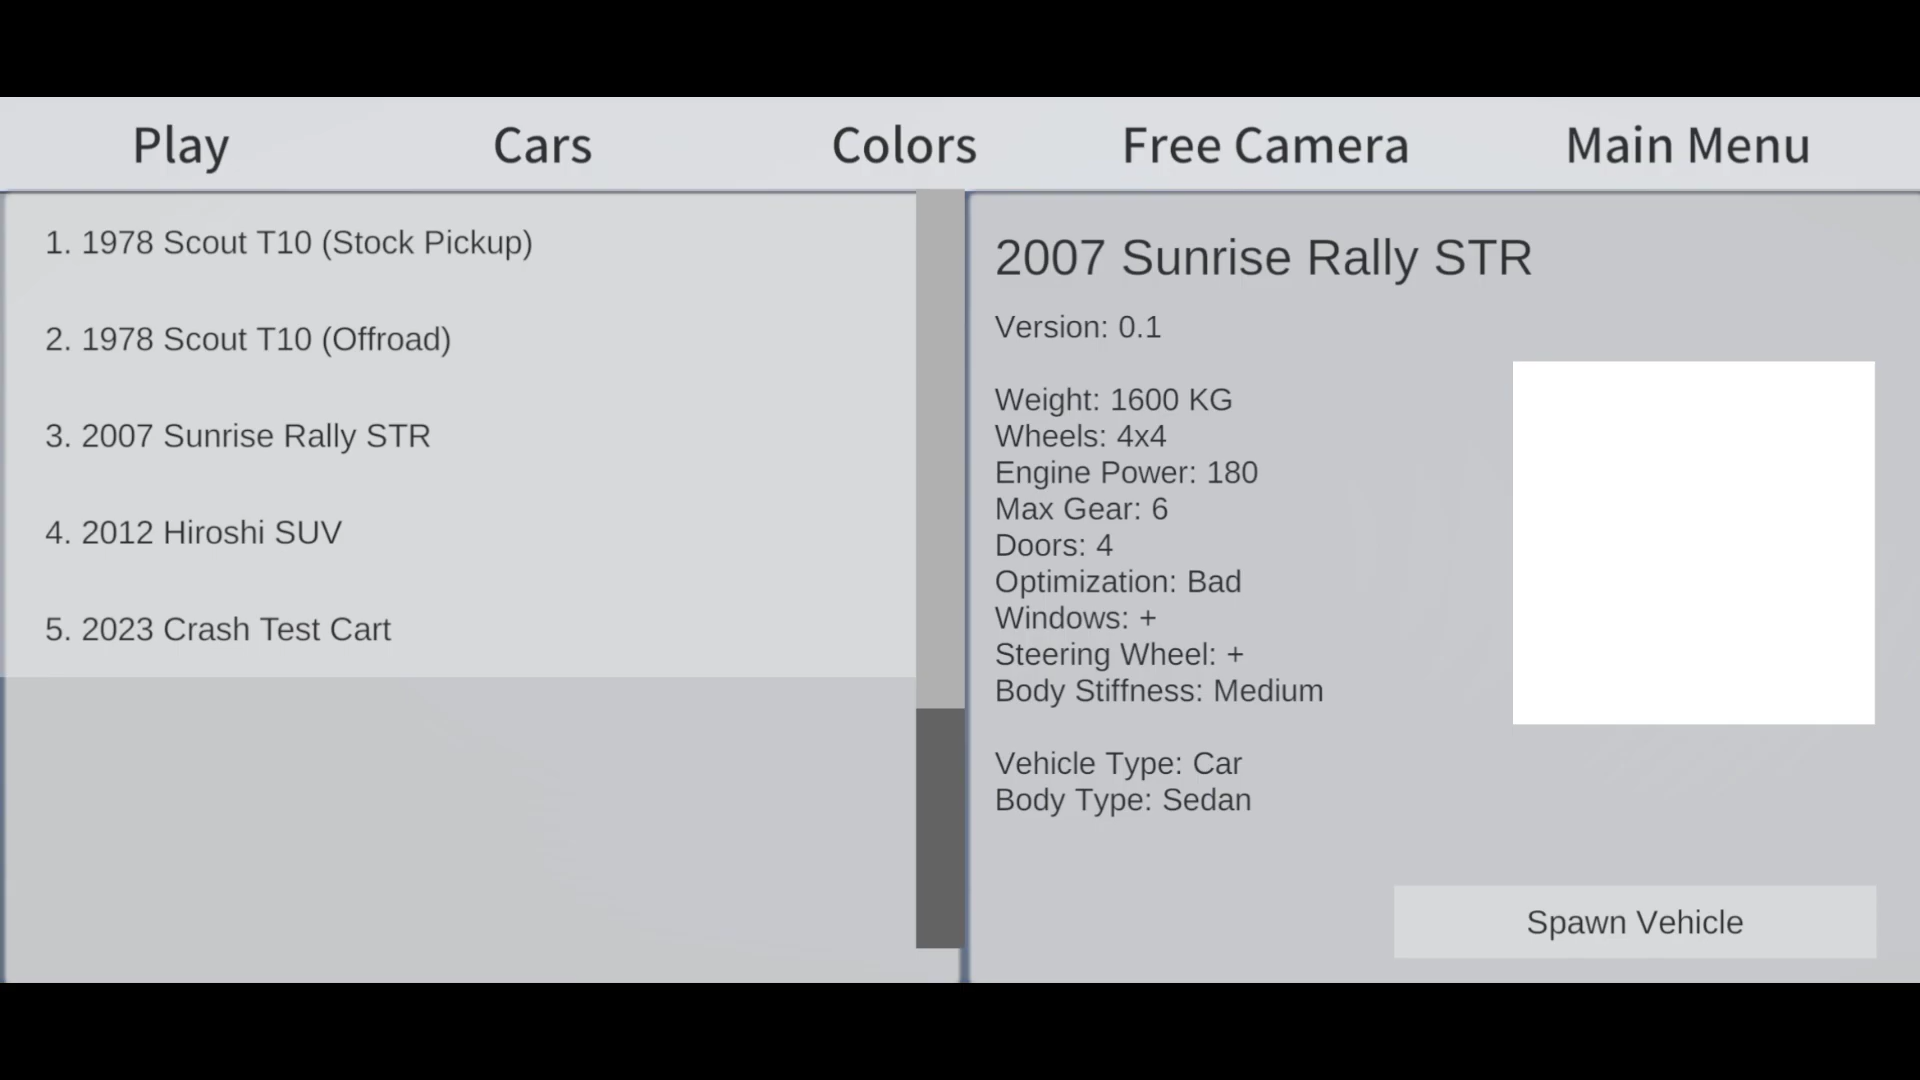 Play Cars Colors Free Camera Main Menu
1. 1978 Scout T10 (Stock Pickup)
2. 1978 Scout T10 (Offroad)
3. 2007 Sunrise Rally STR
4. 2012 Hiroshi SUV
5. 2023 Crash Test Cart
2007 Sunrise Rally STR
Version: 0.1
Weight: 1600 KG
Wheels: 4x4
Engine Power: 180
Max Gear: 6
Doors: 4
Optimization: Bad
Windows: +
Steering Wheel: +
Body Stiffness: Medium
Vehicle Type: Car
Body Type: Sedan
Spawn Vehicle